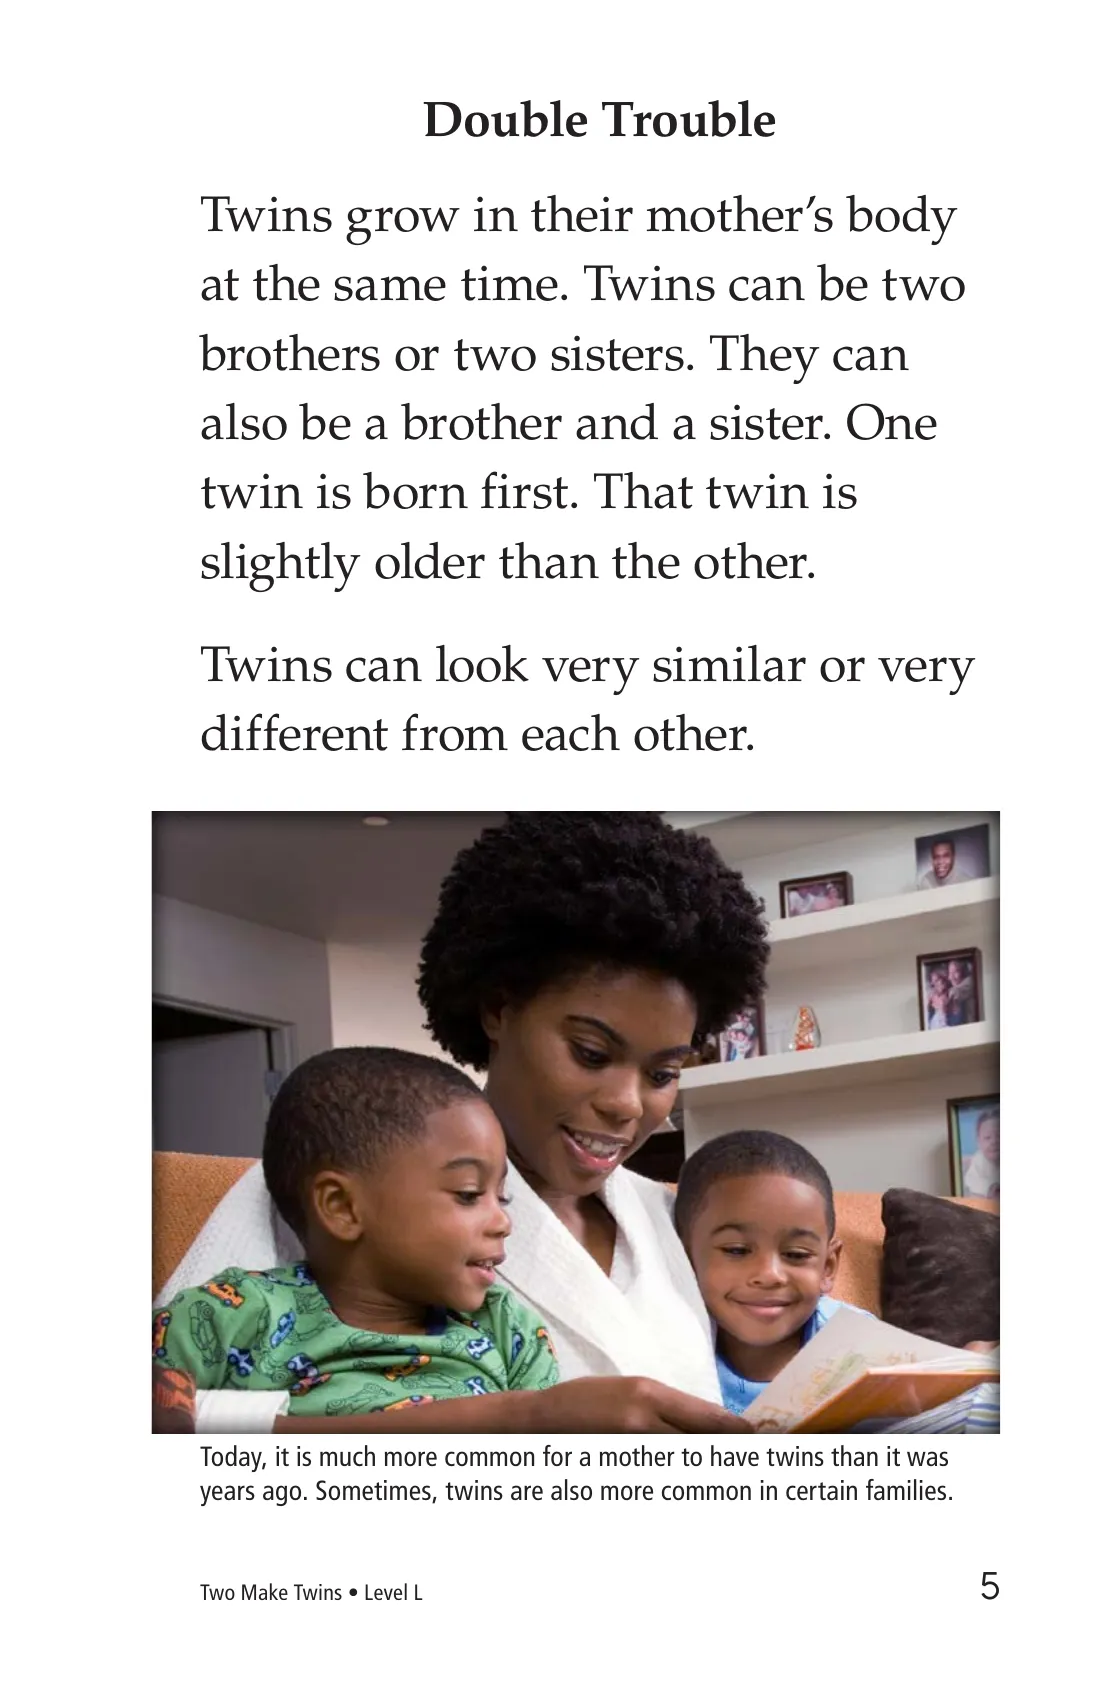 Double Trouble
Twins grow in their mother’s body
at the same time. Twins can be two
brothers or two sisters. They can
also be a brother and a sister. One
twin is born first. That twin is
slightly older than the other.
Twins can look very similar or very
different from each other.
Today, it is much more common for a mother to have twins than it was
years ago. Sometimes, twins are also more common in certain families.
Two Make Twins • Level L
5